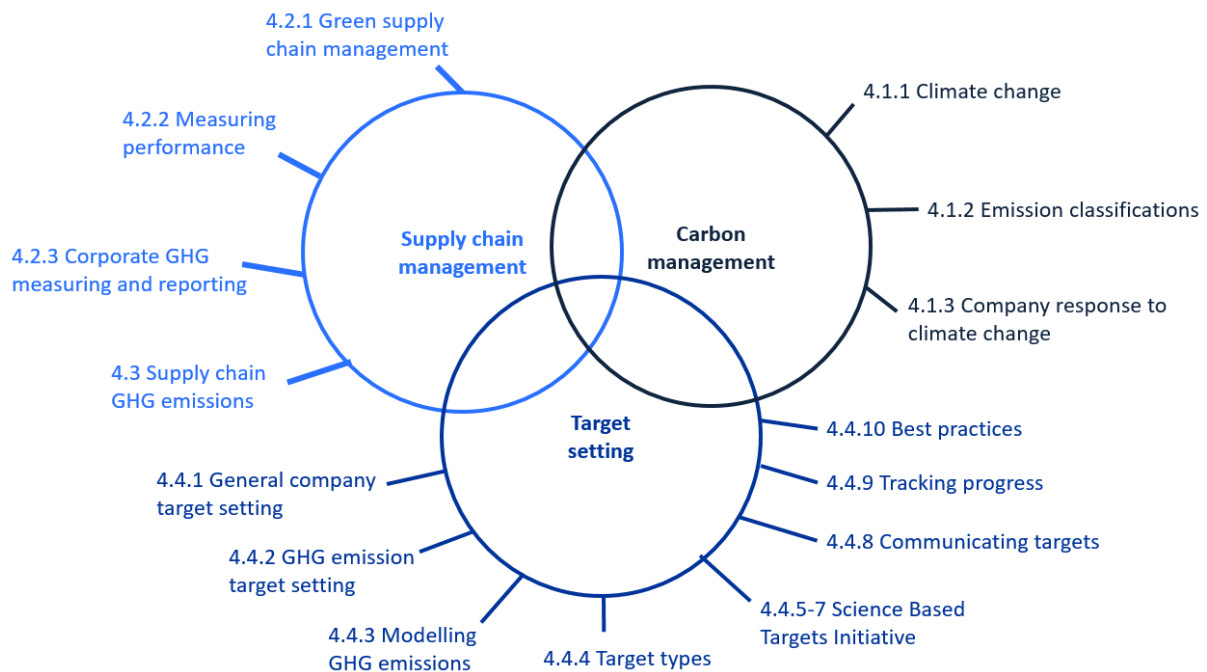 4.2.1 Green supply
chain management
4.1.1 Climate change
4.2.2 Measuring
performance
4.1.2 Emission classifications
Supply chain
management
Carbon
management
4.2.3 Corporate GHG
measuring and reporting
4.1.3 Company response to
climate change
4.3 Supply chain
GHG emissions
Target
setting
4.4.10 Best practices
4.4.1 General company
target setting
4.4.9 Tracking progress
4.4.8 Communicating targets
4.4.2 GHG emission
target setting
4.4.5-7 Science Based
Targets Initiative
4.4.3 Modelling
GHG emissions
4.4.4 Target types